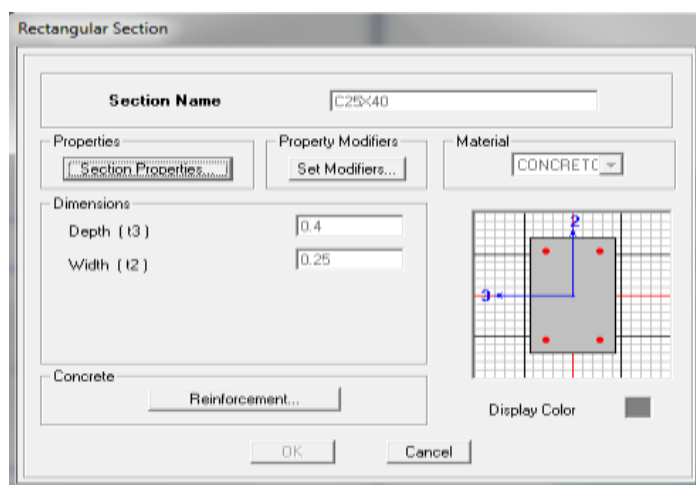 Rectangular Section
Section Name C25X40
Properties Property Modifiers Material
Section Properties... Set Modifiers... CONCRETC
Dimensions
Depth (t3) 0.4
Width (t2) 0.25
2
3
Concrete
Reinforcement...
Display Color
OK Cancel